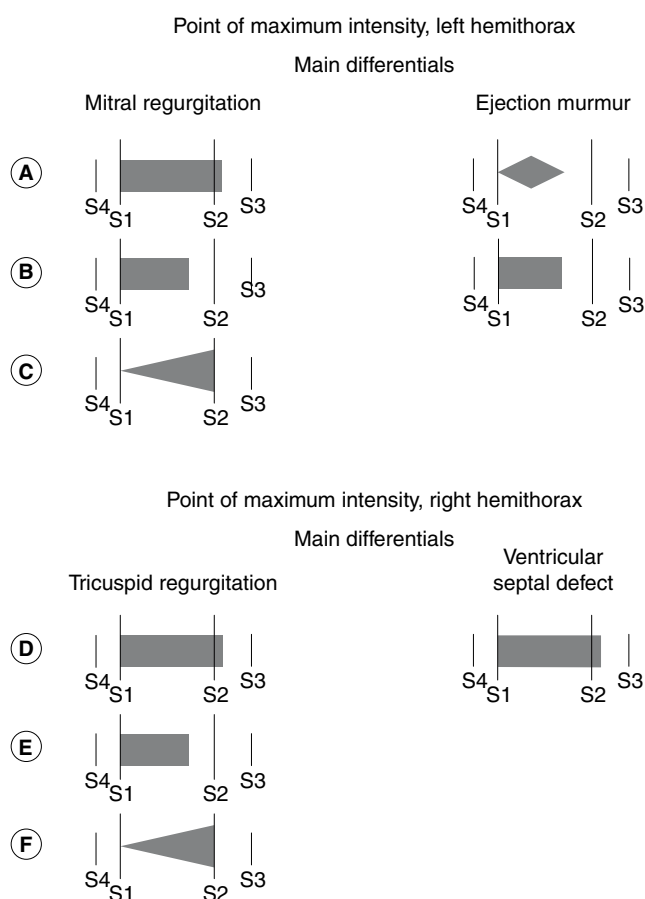 Point of maximum intensity, left hemithorax
Main differentials
Mitral regurgitation
Ejection murmur
A
S4 S1 S2 S3
S4 S1 S2 S3
B
S4 S1 S2 S3
S4 S1 S2 S3
C
S4 S1 S2 S3
Point of maximum intensity, right hemithorax
Main differentials
Tricuspid regurgitation
Ventricular
septal defect
D
S4 S1 S2 S3
S4 S1 S2 S3
E
S4 S1 S2 S3
F
S4 S1 S2 S3